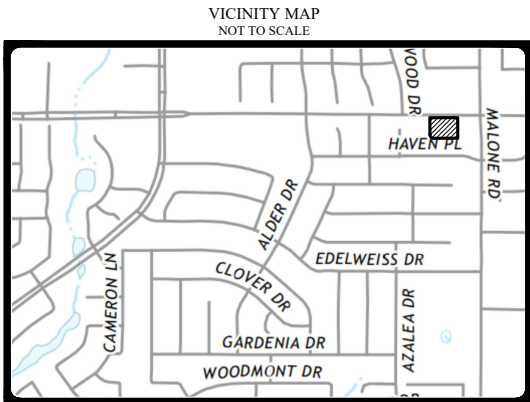 VICINITY MAP
NOT TO SCALE
WOOD DR
MALONE RD
HAVEN PL
ALDER DR
EDELWEISS DR
CAMERON LN
CLOVER DR
AZALEA DR
GARDENIA DR
WOODMONT DR
DR